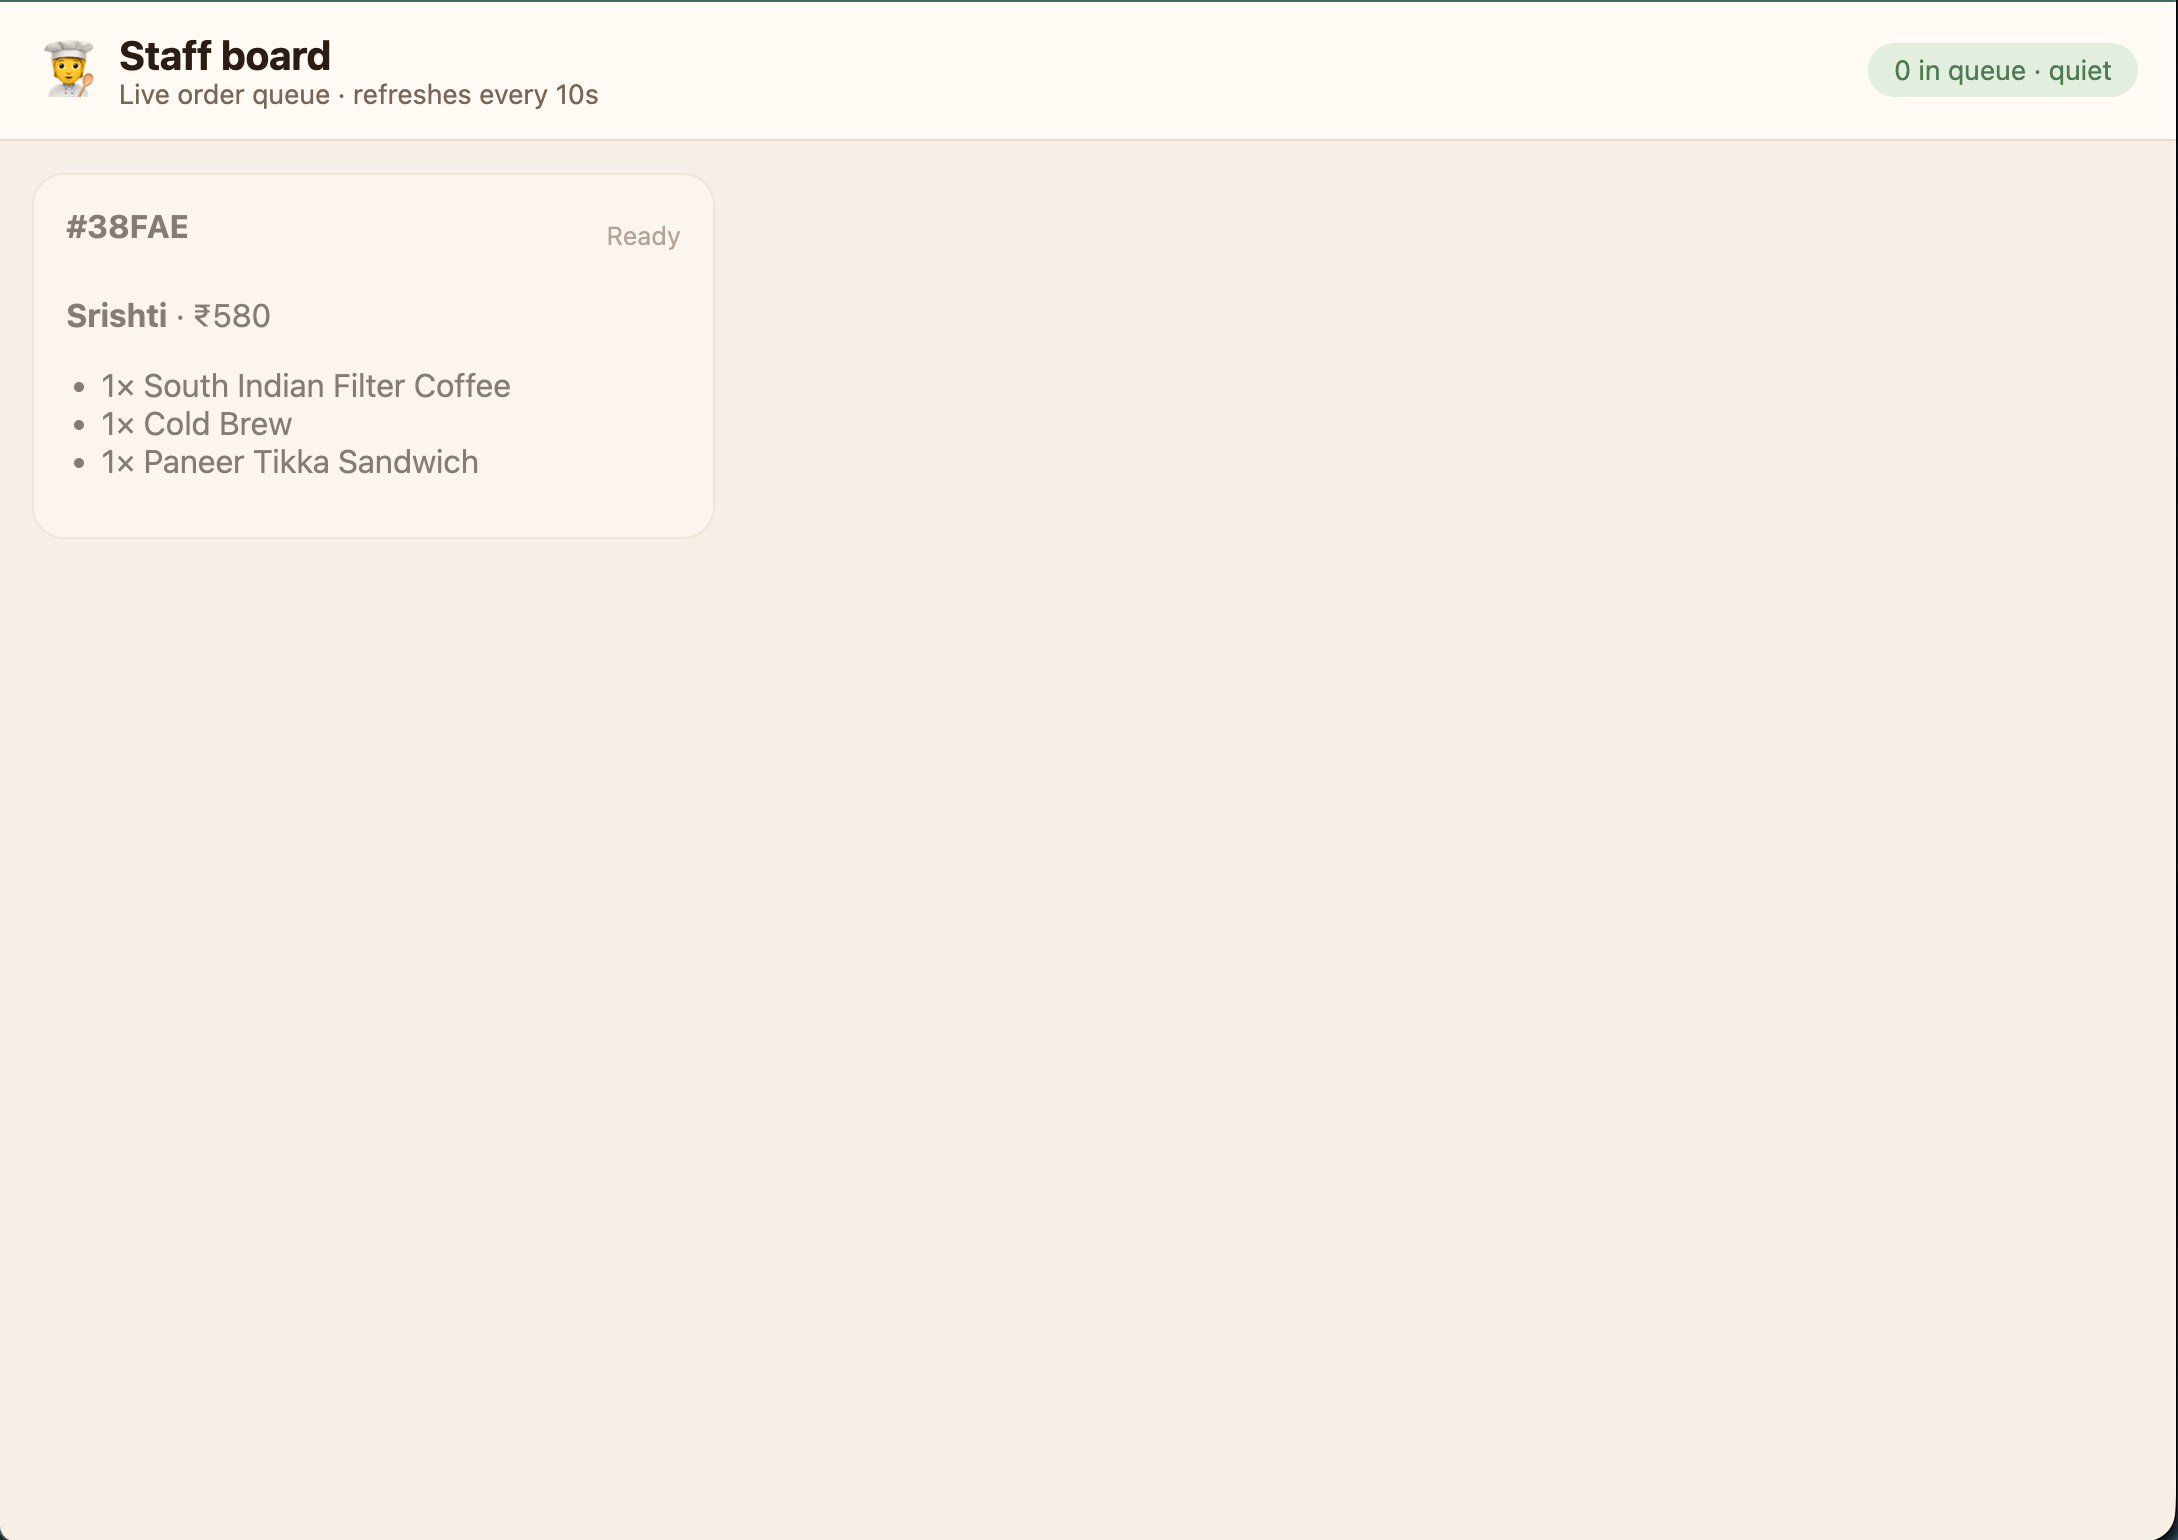 Staff board
Live order queue · refreshes every 10s
0 in queue · quiet
#38FAE
Ready
Srishti · ₹580
• 1× South Indian Filter Coffee
• 1× Cold Brew
• 1× Paneer Tikka Sandwich